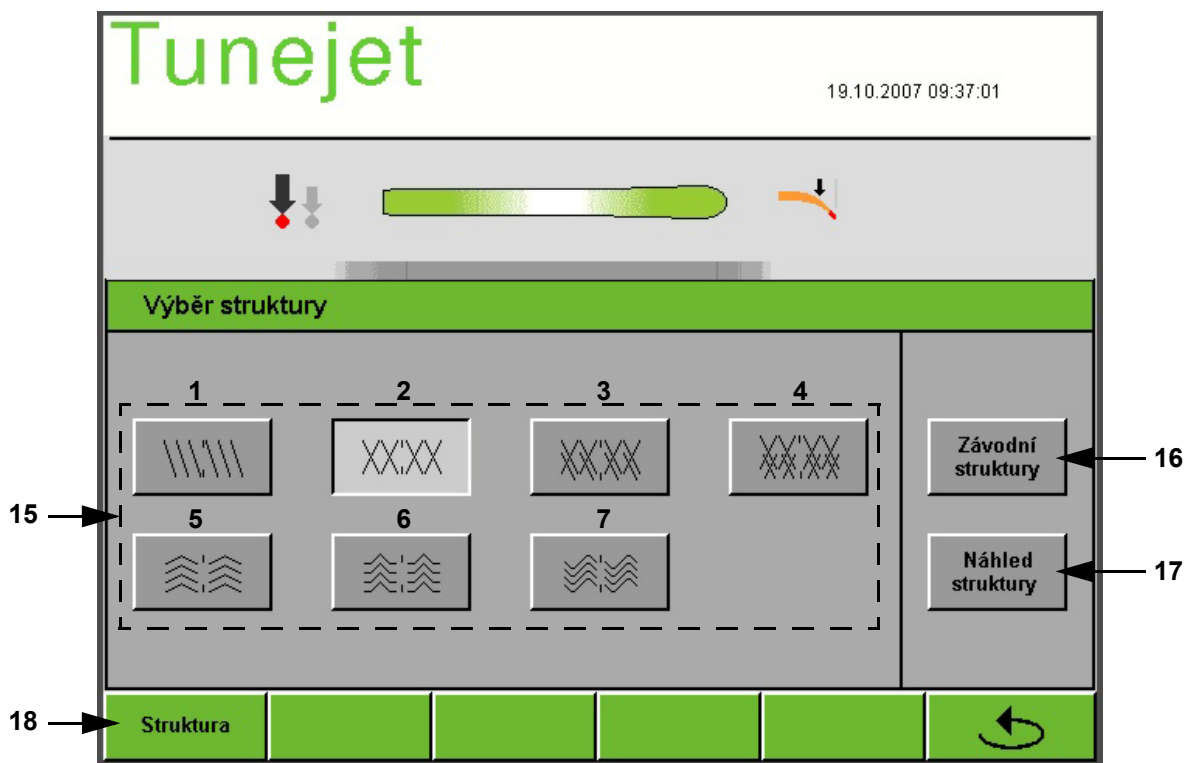 Tunejet
19.10.2007 09:37:01
Výběr struktury
1 2 3 4
Závodní
struktury
16
15
5 6 7
Náhled
struktury
17
18
Struktura